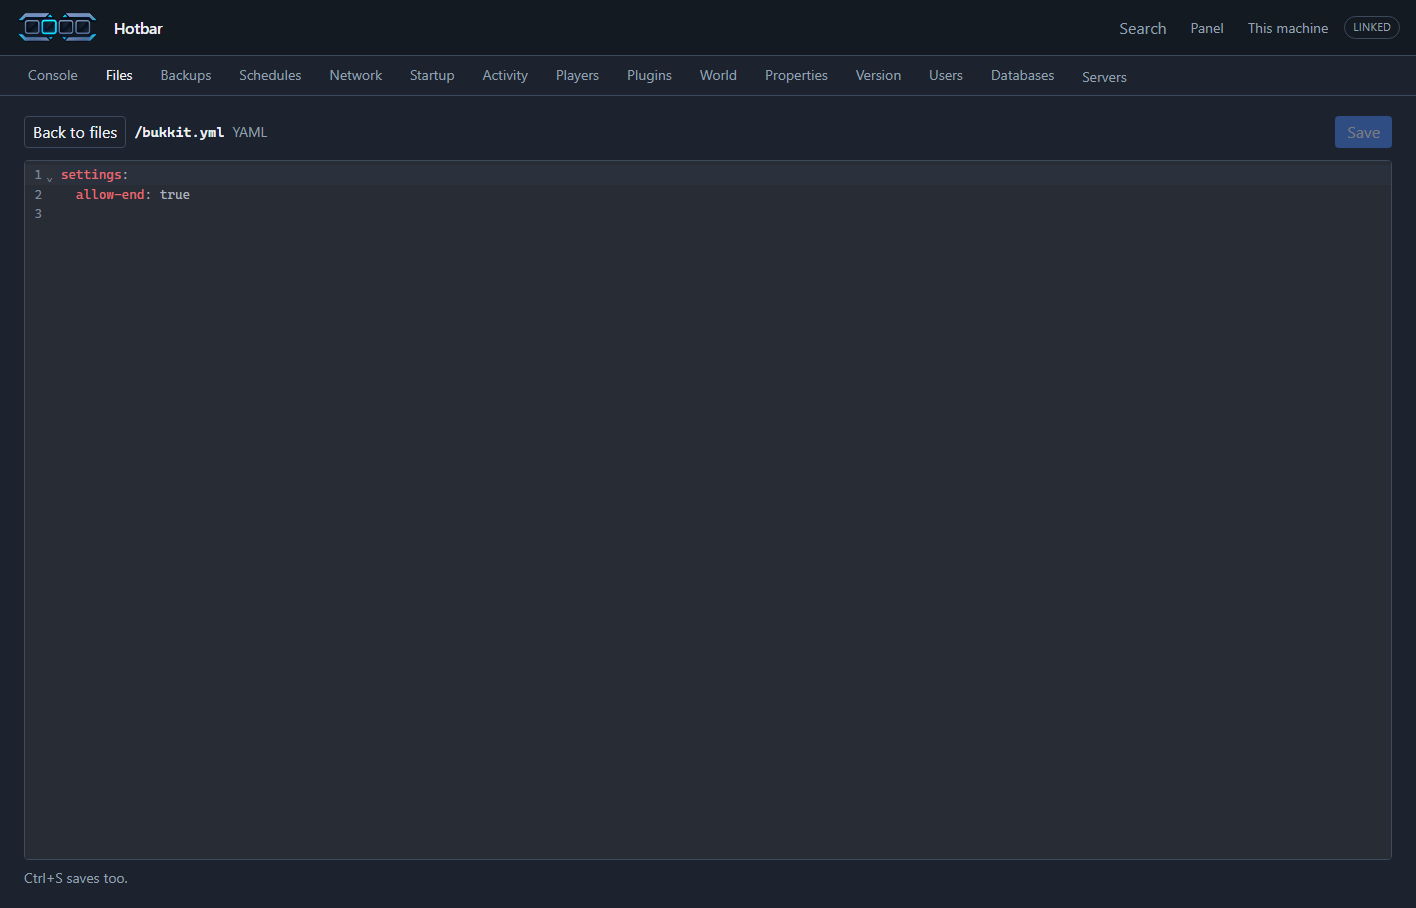 Hotbar
Search Panel This machine LINKED
Console Files Backups Schedules Network Startup Activity Players Plugins World Properties Version Users Databases Servers
Back to files /bukkit.yml YAML Save
1 settings:
2 allow-end: true
3
Ctrl+S saves too.